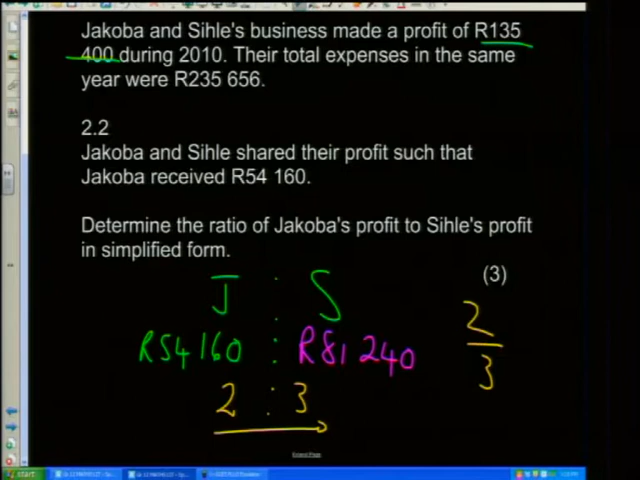 Jakoba and Sihle's business made a profit of R135
400 during 2010. Their total expenses in the same
year were R235 656.
2.2
Jakoba and Sihle shared their profit such that
Jakoba received R54 160.
Determine the ratio of Jakoba's profit to Sihle's profit
in simplified form.
(3)
J : S
R54 160 : R81 240
2 : 3
2
3
start